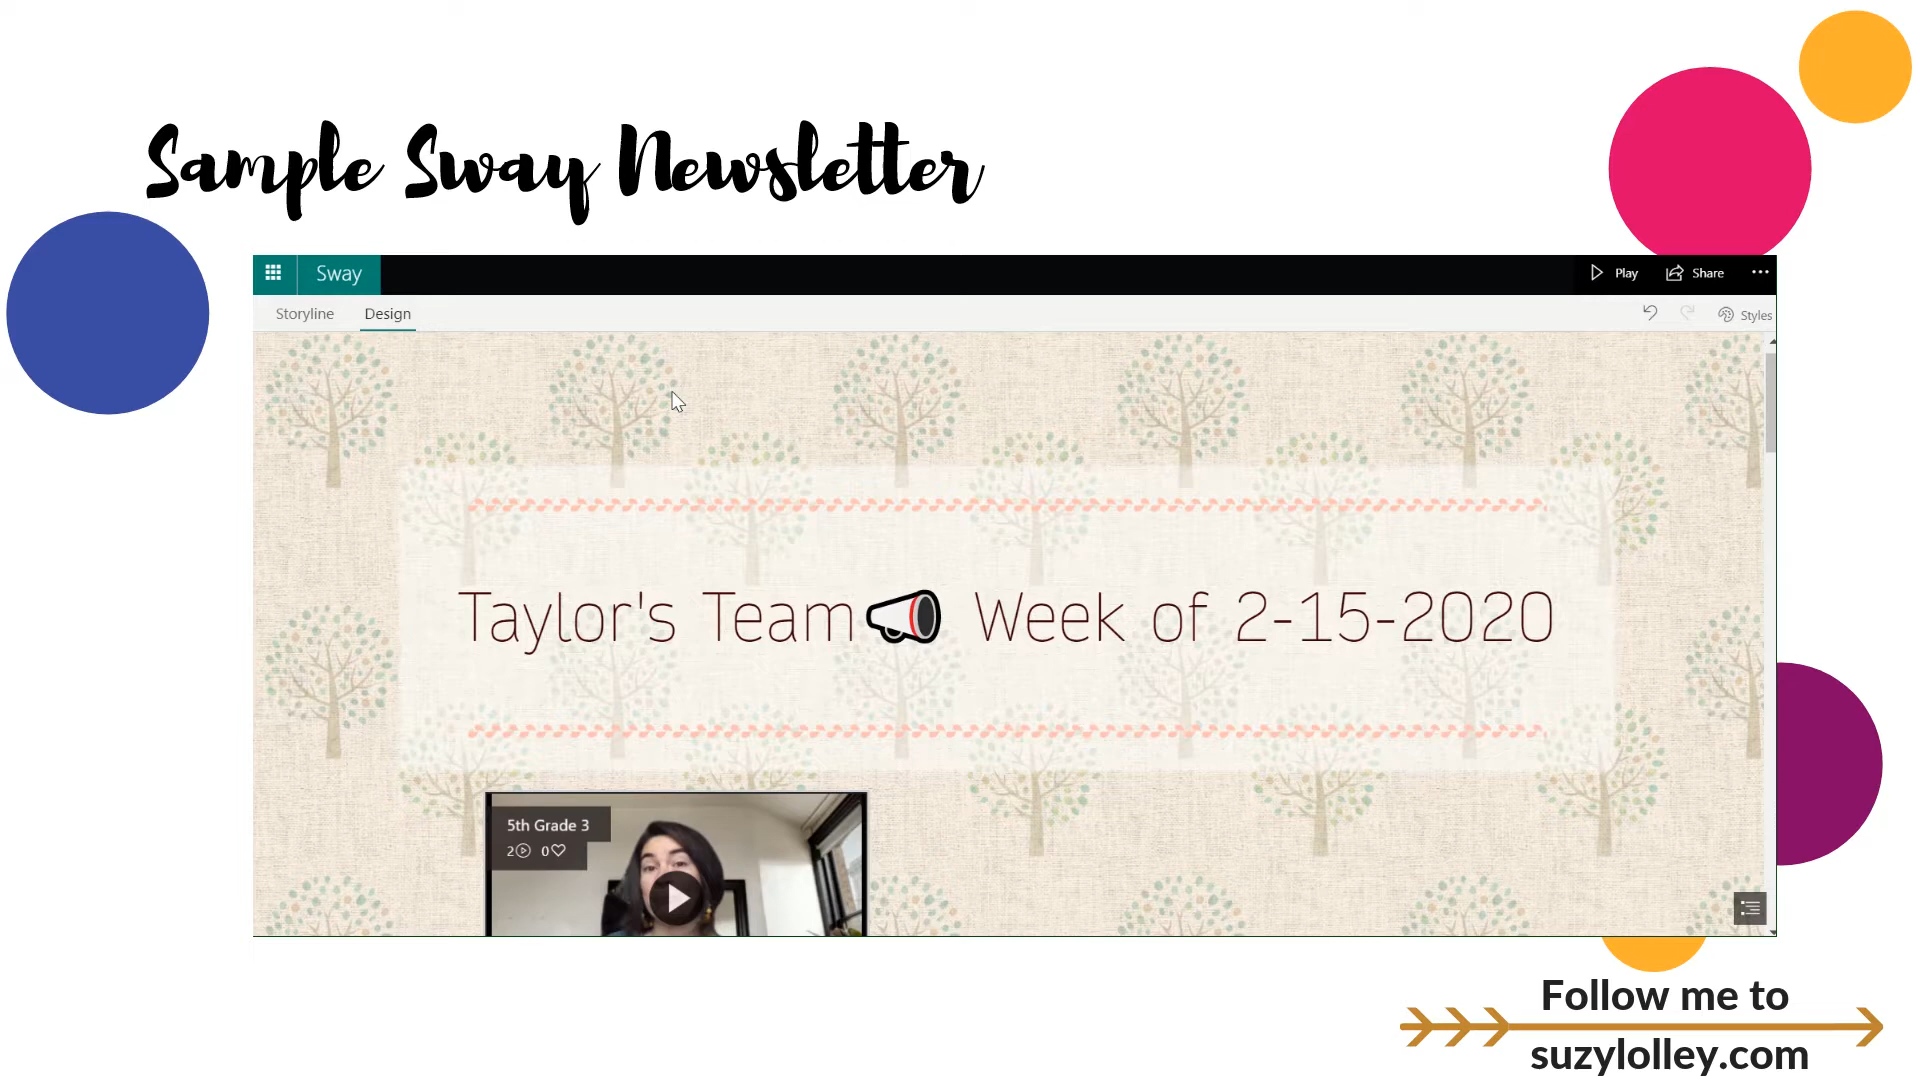 Sample Sway Newsletter
Sway
Play
Share
Storyline
Design
Styles
Taylor's Team Week of 2-15-2020
5th Grade 3
2 0
Follow me to
suzylolley.com